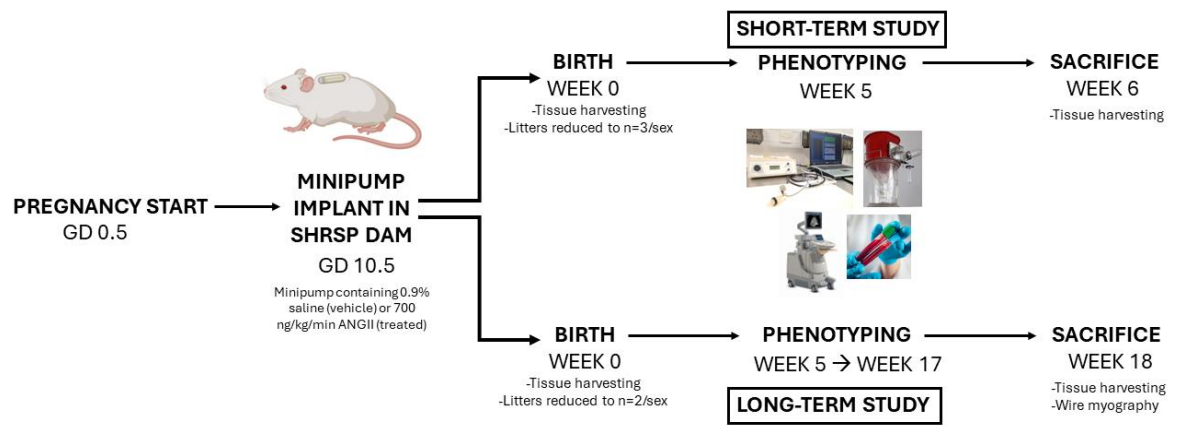 SHORT-TERM STUDY
BIRTH
WEEK 0
-Tissue harvesting
-Litters reduced to n=3/sex
PHENOTYPING
WEEK 5
SACRIFICE
WEEK 6
-Tissue harvesting
PREGNANCY START
GD 0.5
MINIPUMP
IMPLANT IN
SHRSP DAM
GD 10.5
Minipump containing 0.9%
saline (vehicle) or 700
ng/kg/min ANGII (treated)
BIRTH
WEEK 0
-Tissue harvesting
-Litters reduced to n=2/sex
PHENOTYPING
WEEK 5 → WEEK 17
LONG-TERM STUDY
SACRIFICE
WEEK 18
-Tissue harvesting
-Wire myography